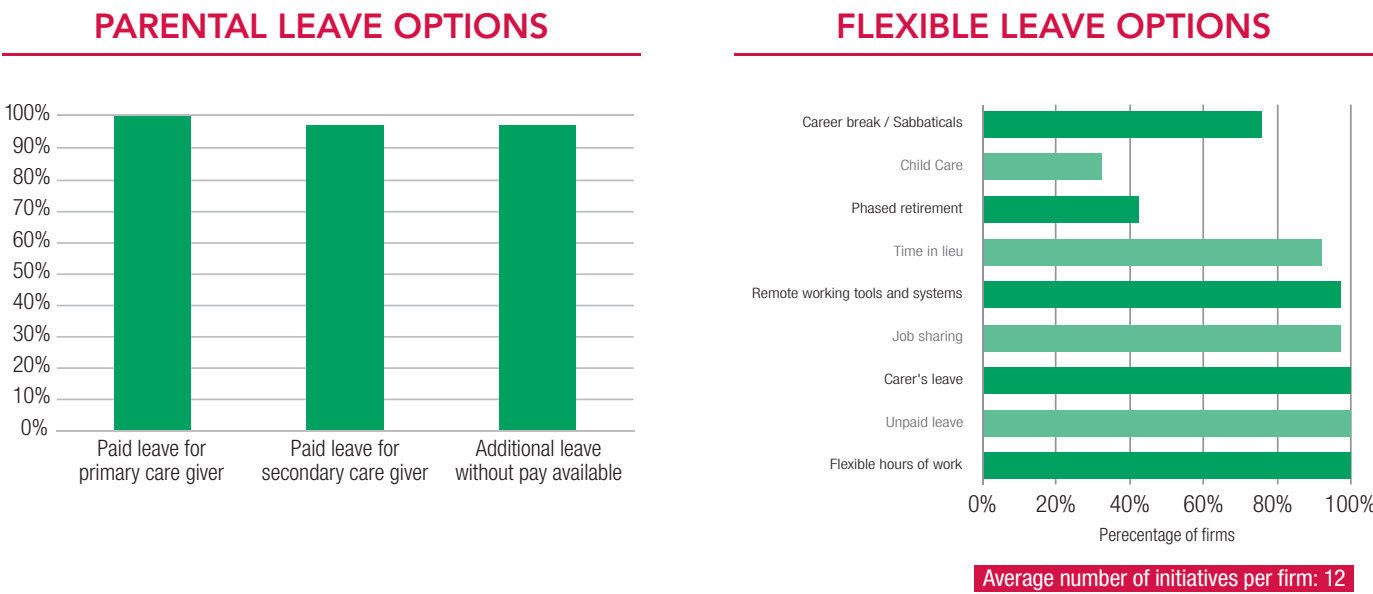 PARENTAL LEAVE OPTIONS
100%
90%
80%
70%
60%
50%
40%
30%
20%
10%
0%
Paid leave for
primary care giver
Paid leave for
secondary care giver
Additional leave
without pay available
FLEXIBLE LEAVE OPTIONS
Career break / Sabbaticals
Child Care
Phased retirement
Time in lieu
Remote working tools and systems
Job sharing
Carer's leave
Unpaid leave
Flexible hours of work
0% 20% 40% 60% 80% 100%
Perecentage of firms
Average number of initiatives per firm: 12